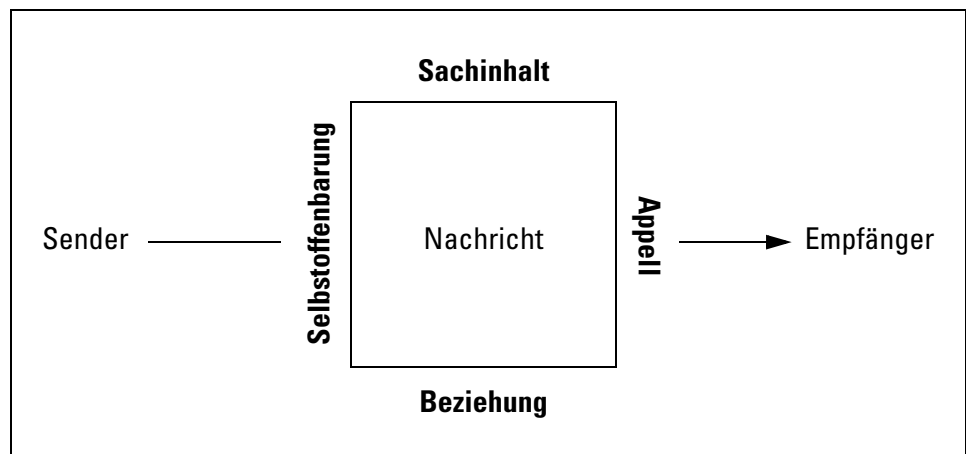 Sachinhalt
Sender
Selbstoffenbarung
Nachricht
Appell
Empfänger
Beziehung